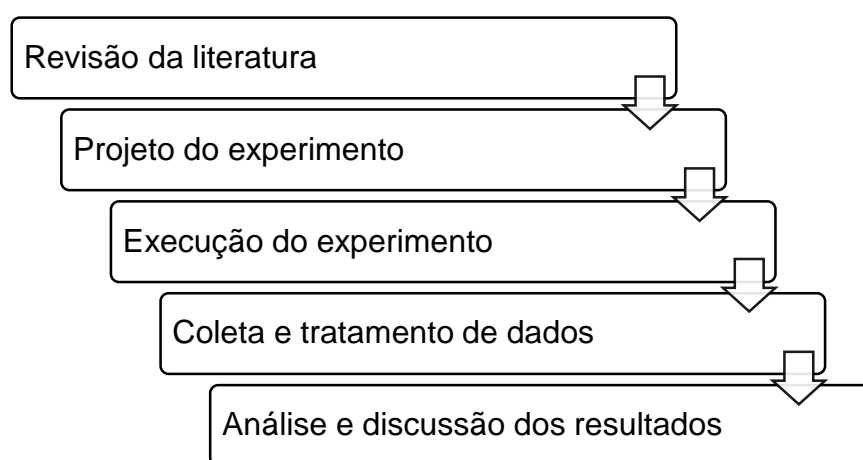 Revisão da literatura
Projeto do experimento
Execução do experimento
Coleta e tratamento de dados
Análise e discussão dos resultados